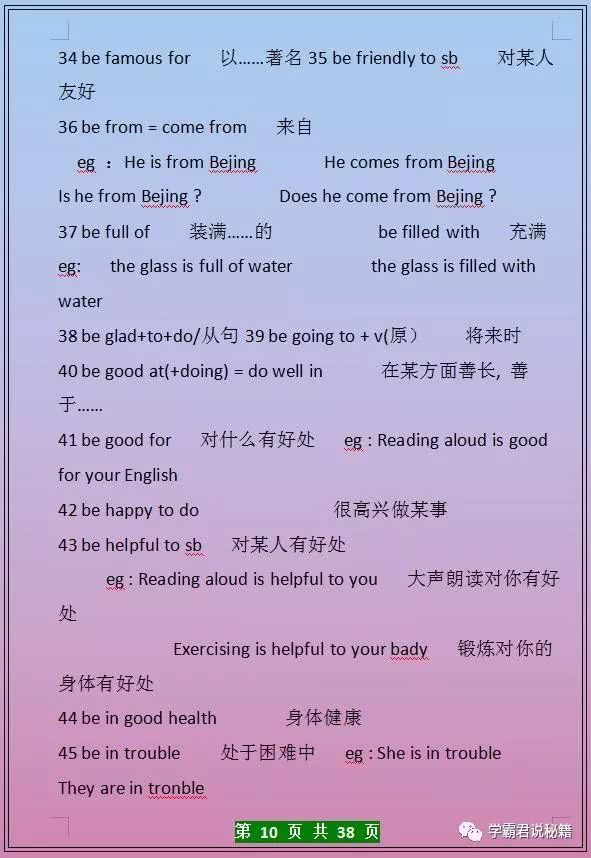 34 be famous for 以……著名 35 be friendly to sb 对某人
友好
36 be from = come from 来自
eg ：He is from Bejing He comes from Bejing
Is he from Bejing ? Does he come from Bejing ?
37 be full of 装满……的 be filled with 充满
eg: the glass is full of water the glass is filled with
water
38 be glad+to+do/从句 39 be going to + v(原） 将来时
40 be good at(+doing) = do well in 在某方面善长, 善
于……
41 be good for 对什么有好处 eg : Reading aloud is good
for your English
42 be happy to do 很高兴做某事
43 be helpful to sb 对某人有好处
eg : Reading aloud is helpful to you 大声朗读对你有好
处
Exercising is helpful to your bady 锻炼对你的
身体有好处
44 be in good health 身体健康
45 be in trouble 处于困难中 eg : She is in trouble
They are in tronble
第 10 页 共 38 页
学霸君说秘籍